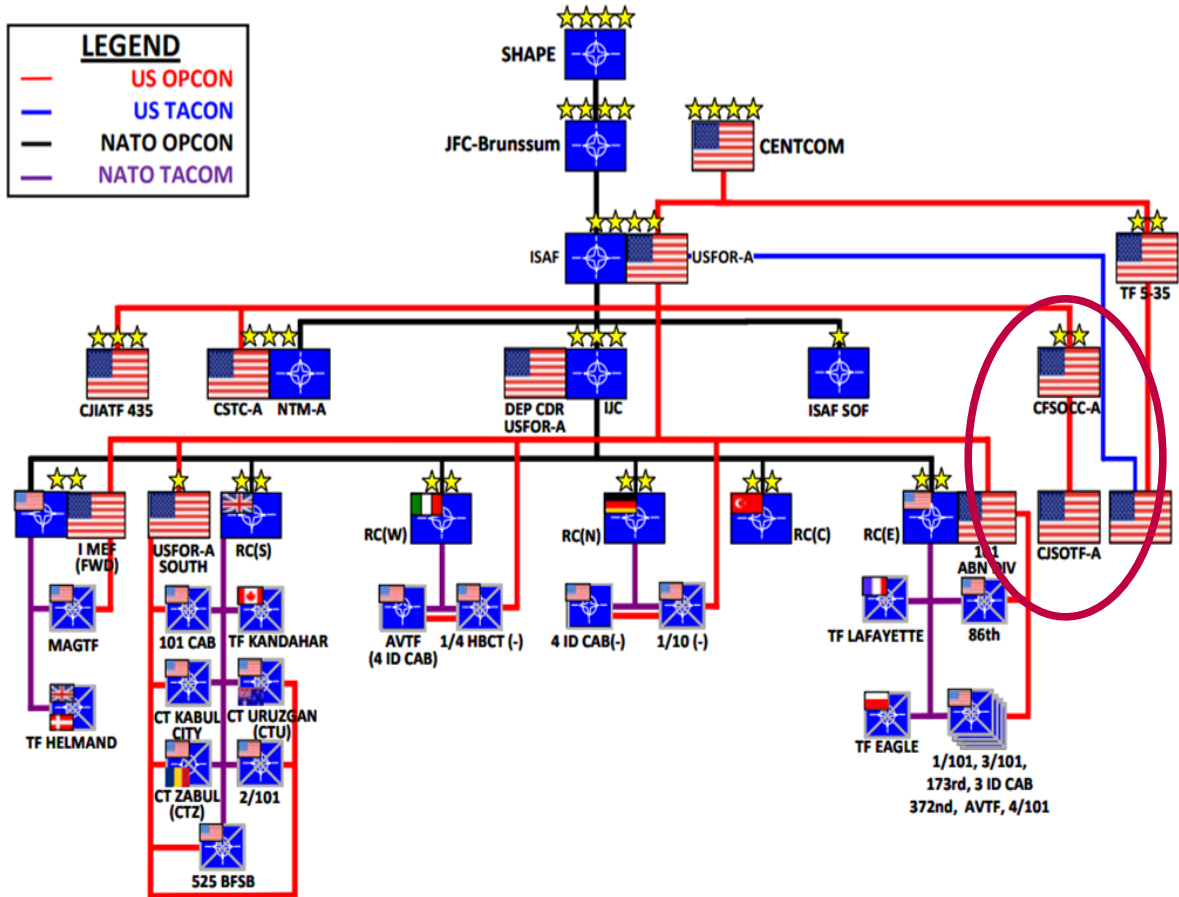 LEGEND
US OPCON
US TACON
NATO OPCON
NATO TACOM
SHAPE
JFC-Brunssum
CENTCOM
ISAF
USFOR-A
TF 5-35
CJIATF 435
CSTC-A
NTM-A
DEP CDR
USFOR-A
IJC
ISAF SOF
CFSOCC-A
I MEF
(FWD)
USFOR-A
SOUTH
RC(S)
RC(W)
RC(N)
RC(C)
RC(E)
101
ABN DIV
CJSOTF-A
MAGTF
101 CAB
TF KANDAHAR
AVTF
(4 ID CAB)
1/4 HBCT (-)
4 ID CAB(-)
1/10 (-)
TF LAFAYETTE
86th
TF HELMAND
CT KABUL
CITY
CT URUZGAN
(CTU)
TF EAGLE
1/101, 3/101,
173rd, 3 ID CAB
372nd, AVTF, 4/101
CT ZABUL
(CTZ)
2/101
525 BFSB